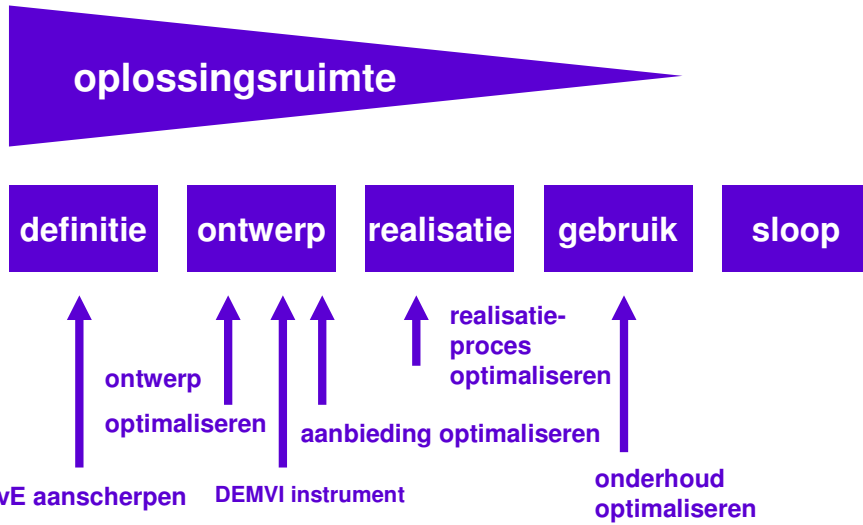 oplossingsruimte
definitie
ontwerp
realisatie
gebruik
sloop
realisatie-
proces
optimaliseren
ontwerp
optimaliseren
aanbieding optimaliseren
vE aanscherpen
DEMVI instrument
onderhoud
optimaliseren